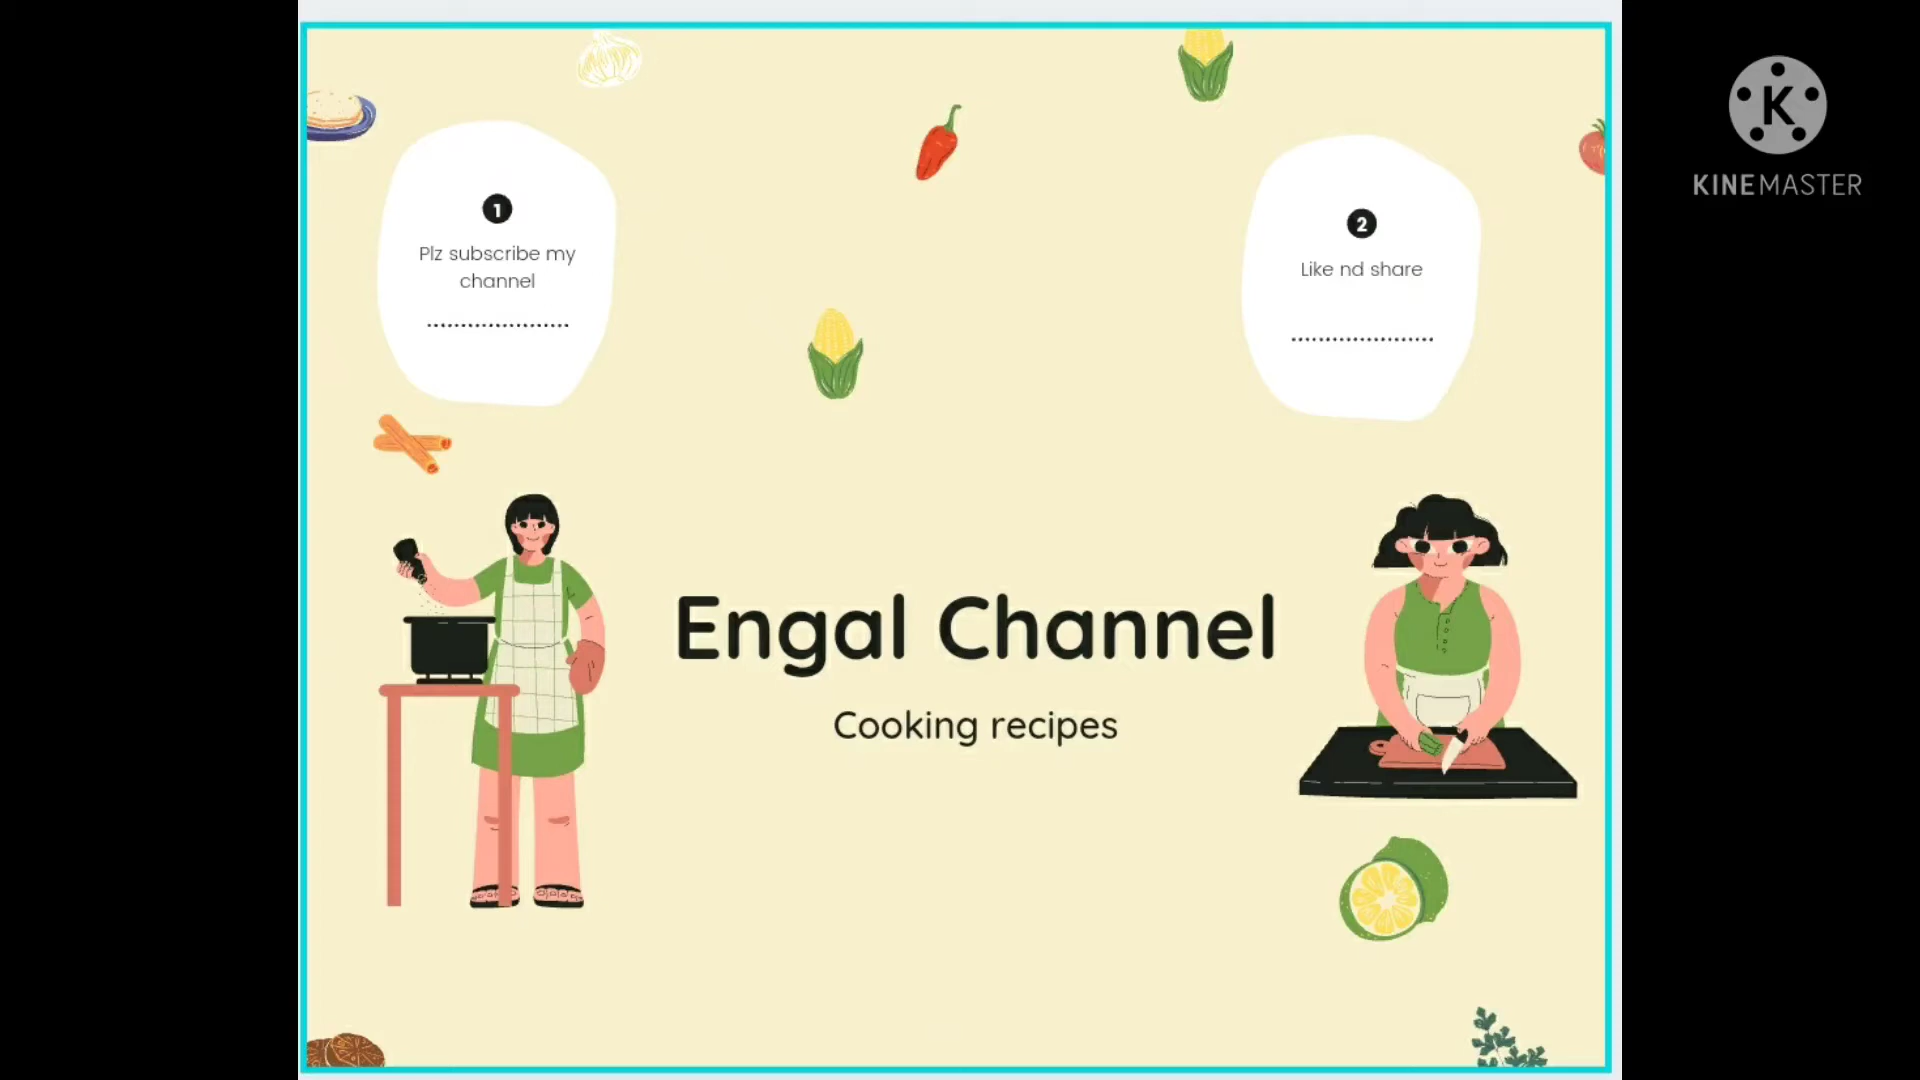 1
Plz subscribe my
channel
2
Like nd share
K
KINEMASTER
Engal Channel
Cooking recipes